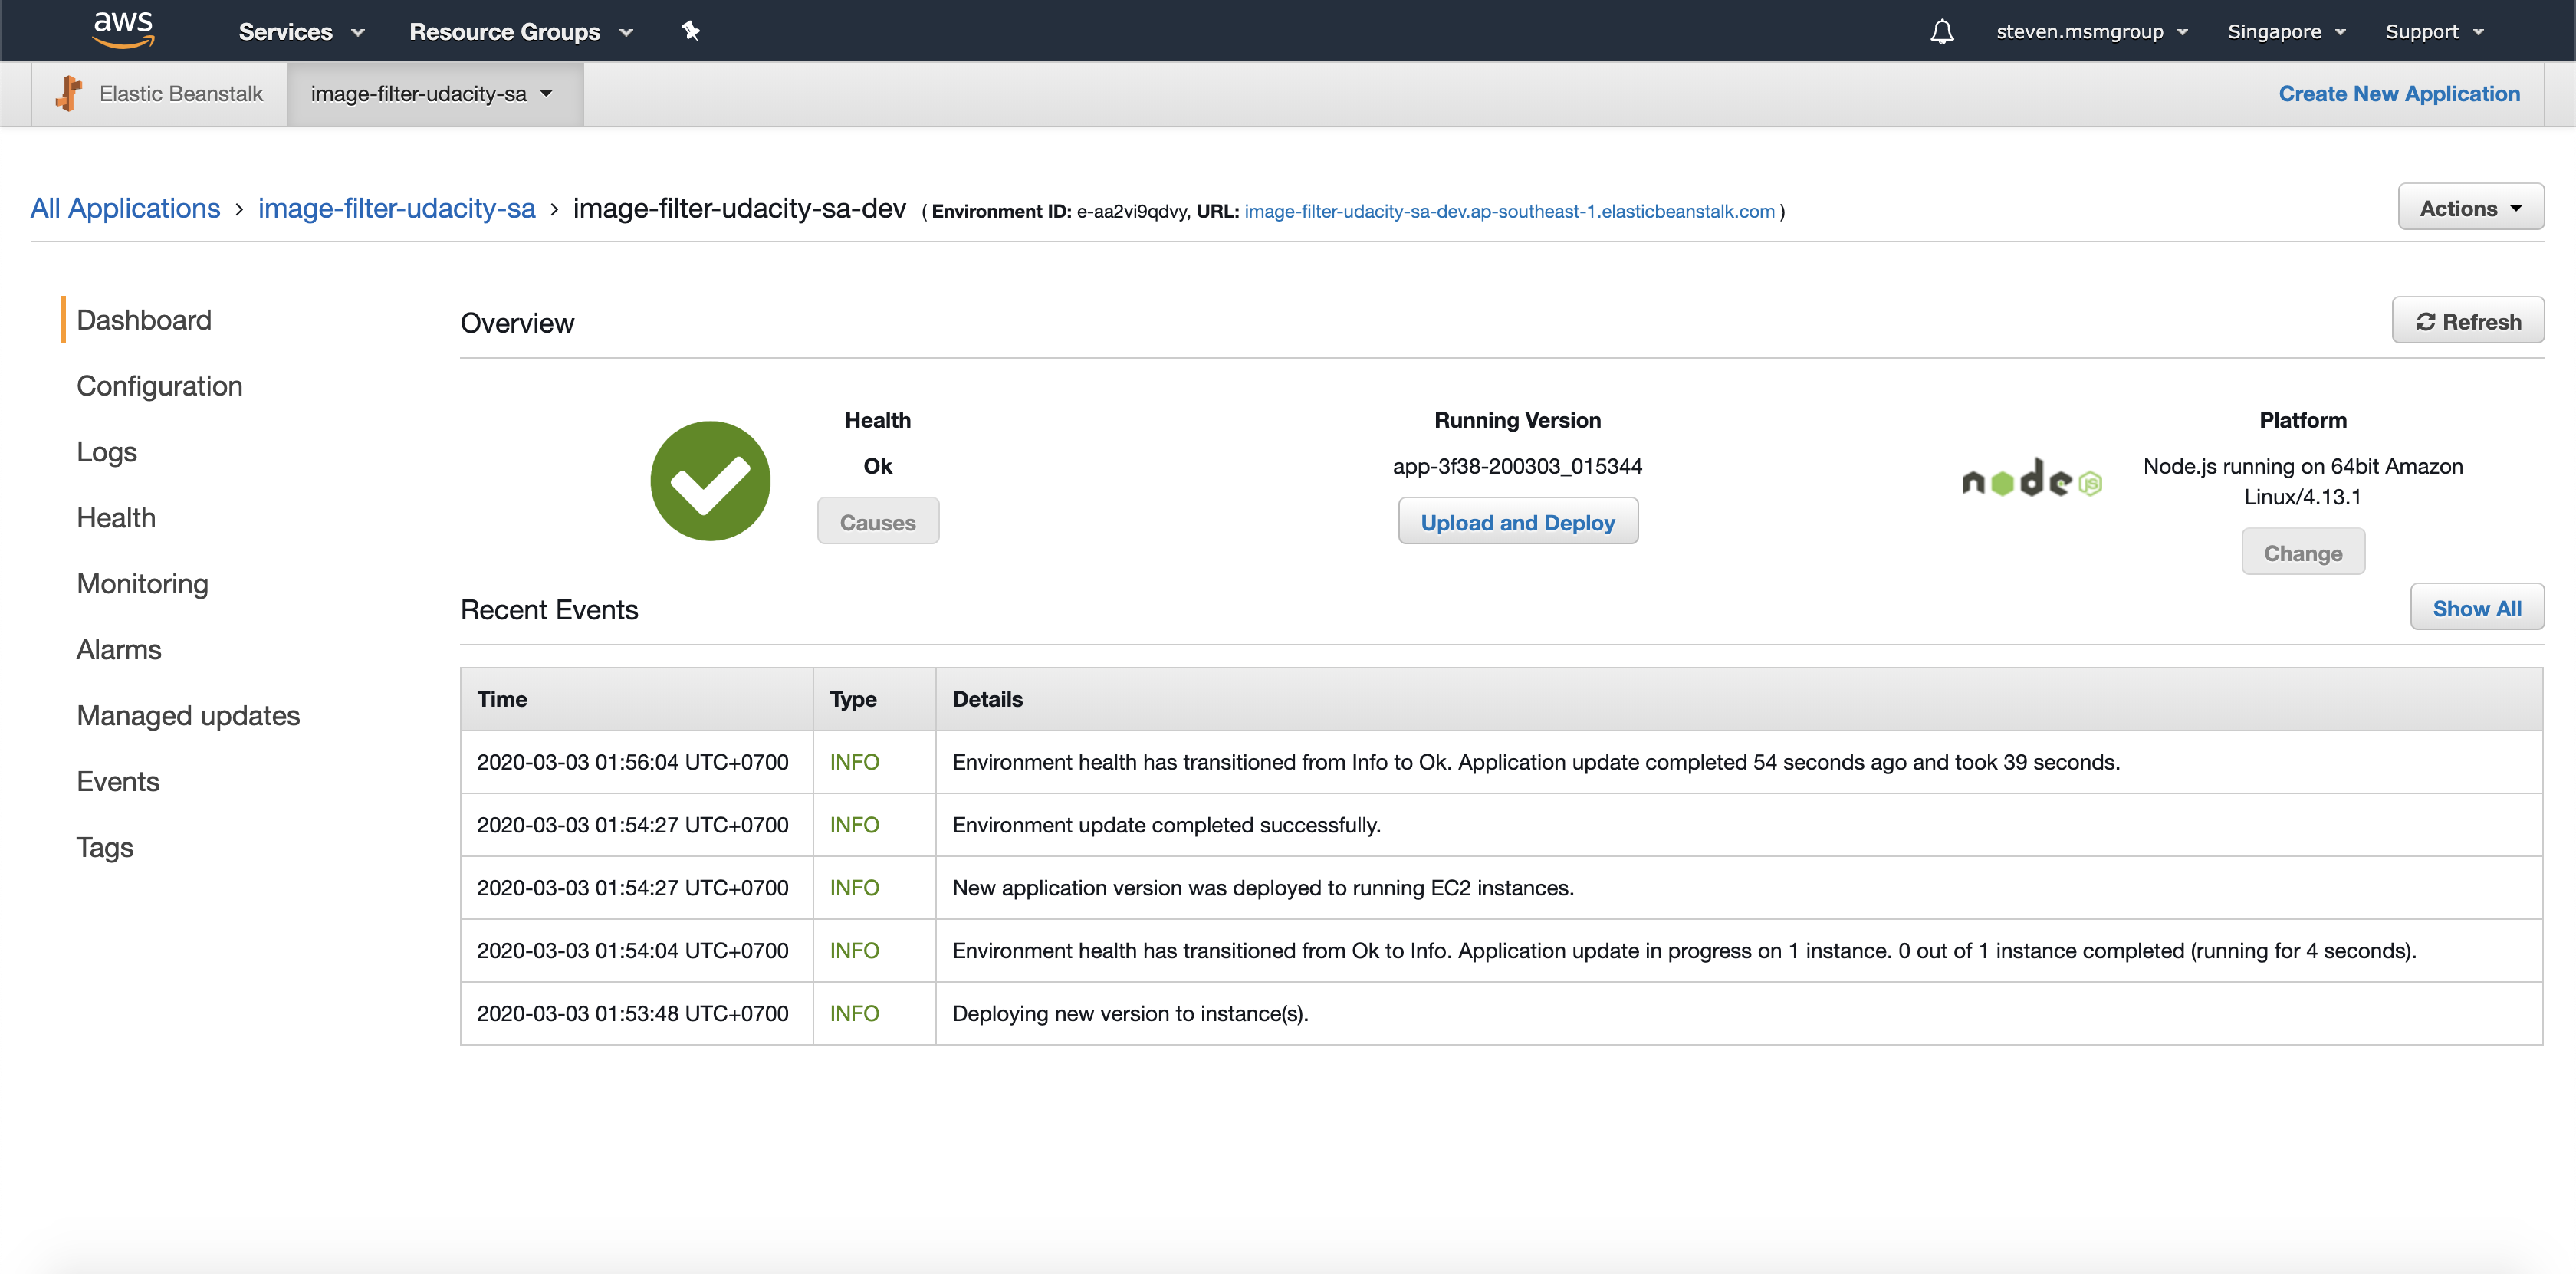 aws Services Resource Groups steven.msmgroup Singapore Support
Elastic Beanstalk image-filter-udacity-sa Create New Application
All Applications > image-filter-udacity-sa > image-filter-udacity-sa-dev ( Environment ID: e-aa2vi9qdvy, URL: image-filter-udacity-sa-dev.ap-southeast-1.elasticbeanstalk.com ) Actions
Dashboard
Configuration
Logs
Health
Monitoring
Alarms
Managed updates
Events
Tags
Overview Refresh
Health
Ok
Causes
Running Version
app-3f38-200303_015344
Upload and Deploy
node JS
Platform
Node.js running on 64bit Amazon
Linux/4.13.1
Change
Recent Events Show All
Time Type Details
2020-03-03 01:56:04 UTC+0700 INFO Environment health has transitioned from Info to Ok. Application update completed 54 seconds ago and took 39 seconds.
2020-03-03 01:54:27 UTC+0700 INFO Environment update completed successfully.
2020-03-03 01:54:27 UTC+0700 INFO New application version was deployed to running EC2 instances.
2020-03-03 01:54:04 UTC+0700 INFO Environment health has transitioned from Ok to Info. Application update in progress on 1 instance. 0 out of 1 instance completed (running for 4 seconds).
2020-03-03 01:53:48 UTC+0700 INFO Deploying new version to instance(s).